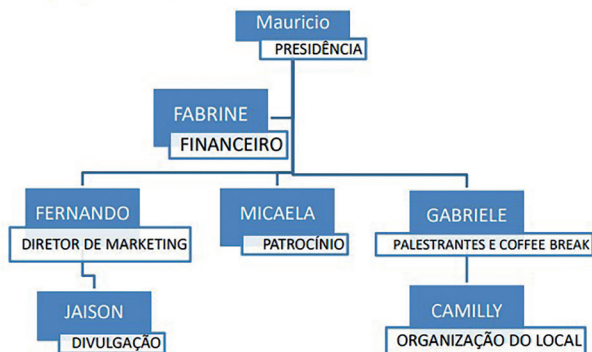 Mauricio
PRESIDÊNCIA
FABRINE
FINANCEIRO
FERNANDO
DIRETOR DE MARKETING
MICAELA
PATROCÍNIO
GABRIELE
PALESTRANTES E COFFEE BREAK
JAISON
DIVULGAÇÃO
CAMILLY
ORGANIZAÇÃO DO LOCAL